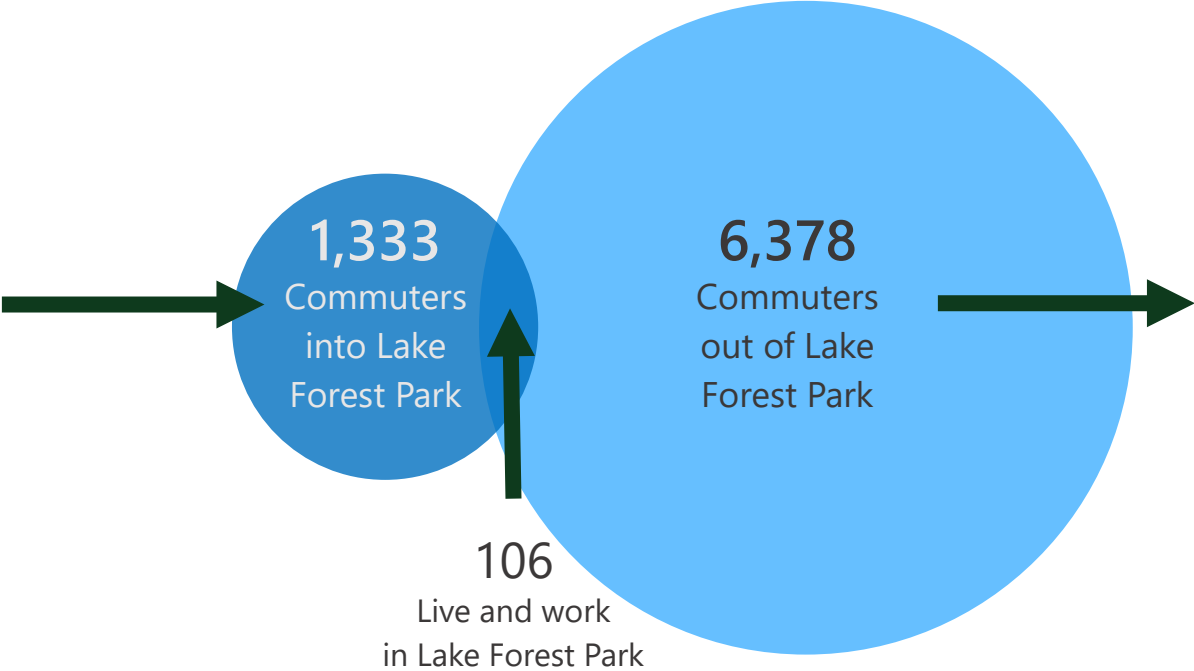 1,333
Commuters
into Lake
Forest Park
6,378
Commuters
out of Lake
Forest Park
106
Live and work
in Lake Forest Park